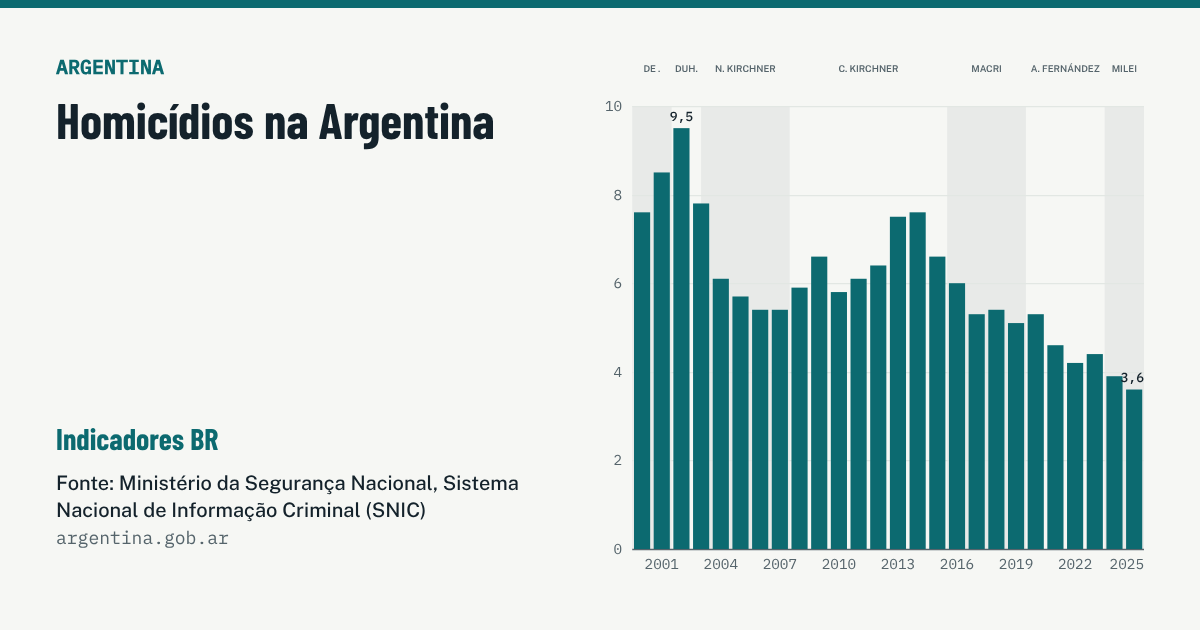 ARGENTINA
Homicídios na Argentina
Indicadores BR
Fonte: Ministério da Segurança Nacional, Sistema
Nacional de Informação Criminal (SNIC)
argentina.gob.ar
DE. DUH. N. KIRCHNER C. KIRCHNER MACRI A. FERNÁNDEZ MILEI
10
9,5
8
6
4
3,6
2
0
2001 2004 2007 2010 2013 2016 2019 2022 2025